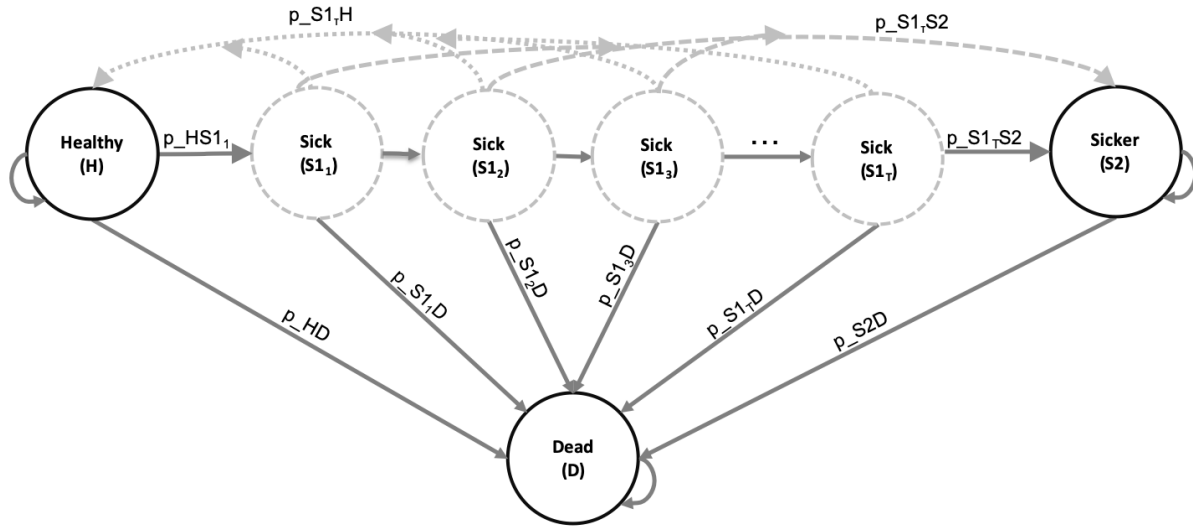 p_S1ₜH
p_S1ₜS2
Healthy
(H)
p_HS1₁
Sick
(S1₁)
Sick
(S1₂)
Sick
(S1₃)
...
Sick
(S1ₜ)
p_S1ₜS2
Sicker
(S2)
p_HD
p_S1₁D
p_S1₂D
p_S1₃D
p_S1ₜD
p_S2D
Dead
(D)